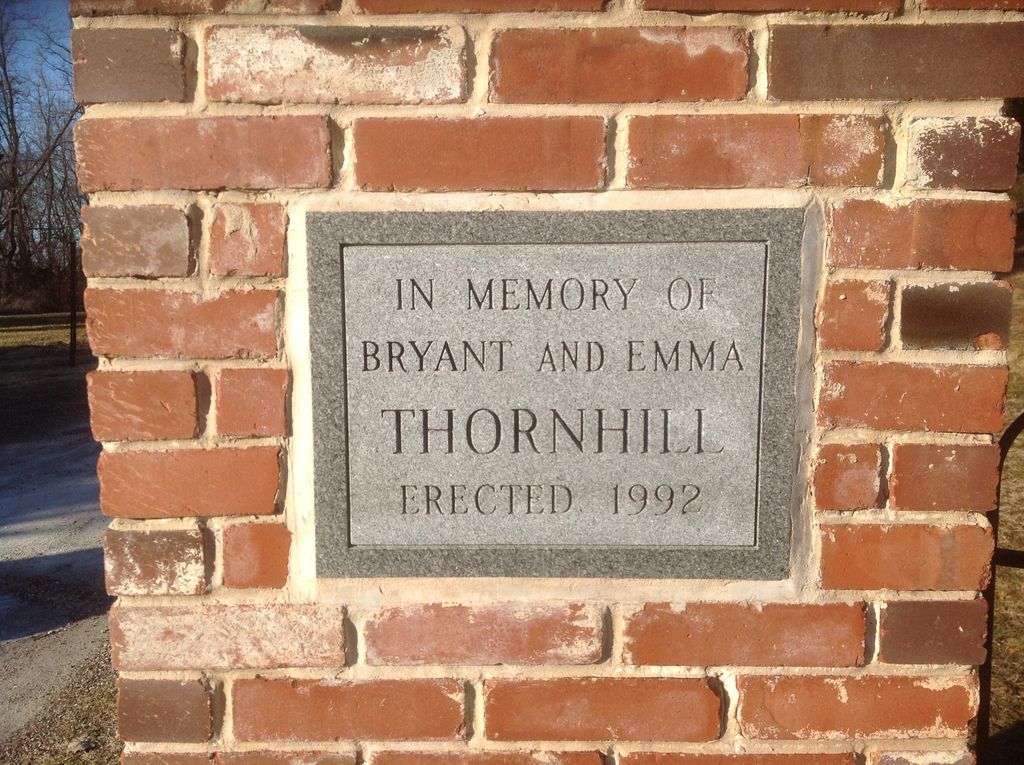 IN MEMORY OF
BRYANT AND EMMA
THORNHILL
ERECTED 1992